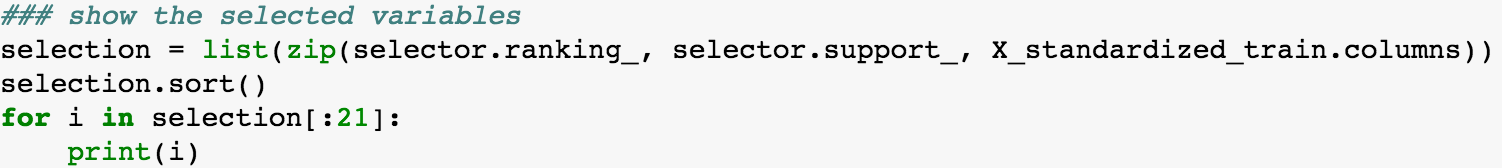 ### show the selected variables
selection = list(zip(selector.ranking_, selector.support_, X_standardized_train.columns))
selection.sort()
for i in selection[:21]:
    print(i)